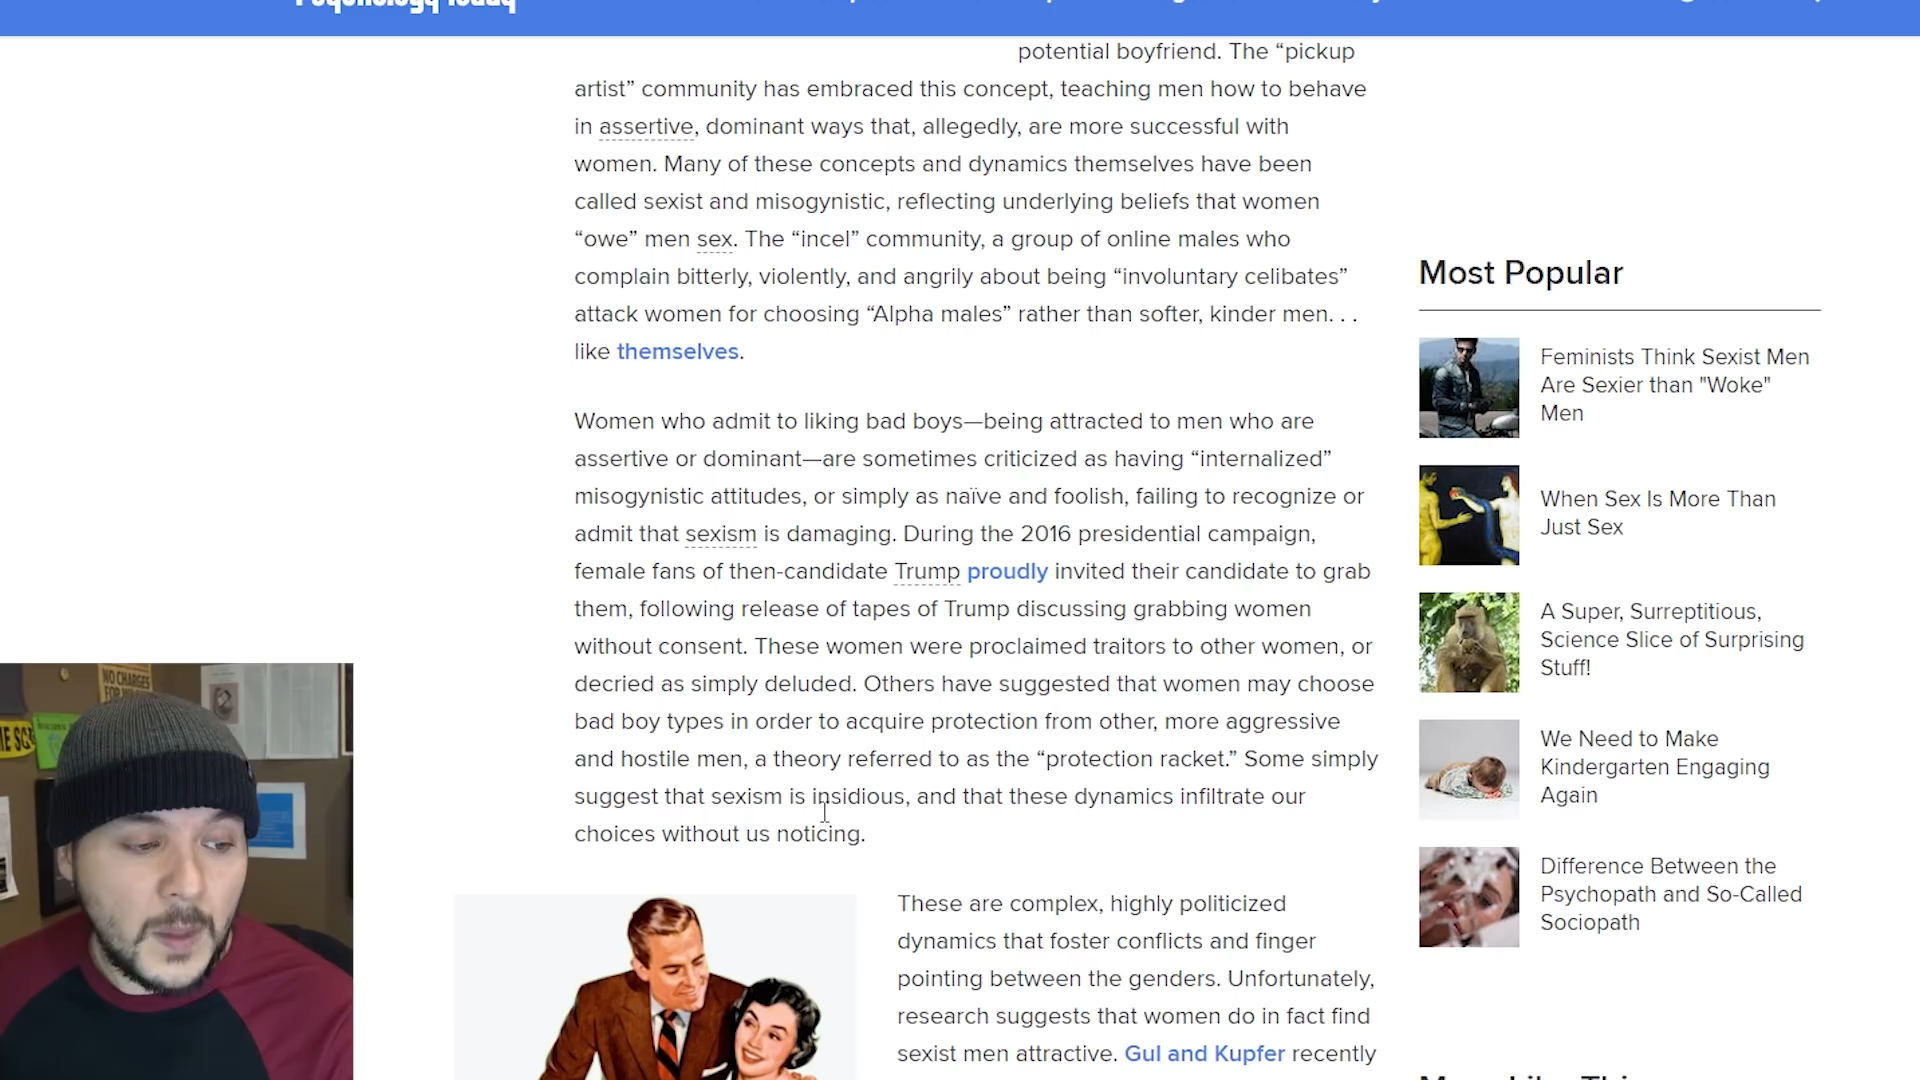 Psychology Today
potential boyfriend. The “pickup
artist” community has embraced this concept, teaching men how to behave
in assertive, dominant ways that, allegedly, are more successful with
women. Many of these concepts and dynamics themselves have been
called sexist and misogynistic, reflecting underlying beliefs that women
“owe” men sex. The “incel” community, a group of online males who
complain bitterly, violently, and angrily about being “involuntary celibates”
attack women for choosing “Alpha males” rather than softer, kinder men. . .
like themselves.
Women who admit to liking bad boys—being attracted to men who are
assertive or dominant—are sometimes criticized as having “internalized”
misogynistic attitudes, or simply as naïve and foolish, failing to recognize or
admit that sexism is damaging. During the 2016 presidential campaign,
female fans of then-candidate Trump proudly invited their candidate to grab
them, following release of tapes of Trump discussing grabbing women
without consent. These women were proclaimed traitors to other women, or
decried as simply deluded. Others have suggested that women may choose
bad boy types in order to acquire protection from other, more aggressive
and hostile men, a theory referred to as the “protection racket.” Some simply
suggest that sexism is insidious, and that these dynamics infiltrate our
choices without us noticing.
These are complex, highly politicized
dynamics that foster conflicts and finger
pointing between the genders. Unfortunately,
research suggests that women do in fact find
sexist men attractive. Gul and Kupfer recently
Most Popular
Feminists Think Sexist Men
Are Sexier than "Woke"
Men
When Sex Is More Than
Just Sex
A Super, Surreptitious,
Science Slice of Surprising
Stuff!
We Need to Make
Kindergarten Engaging
Again
Difference Between the
Psychopath and So-Called
Sociopath
NO CHARGES
FOR